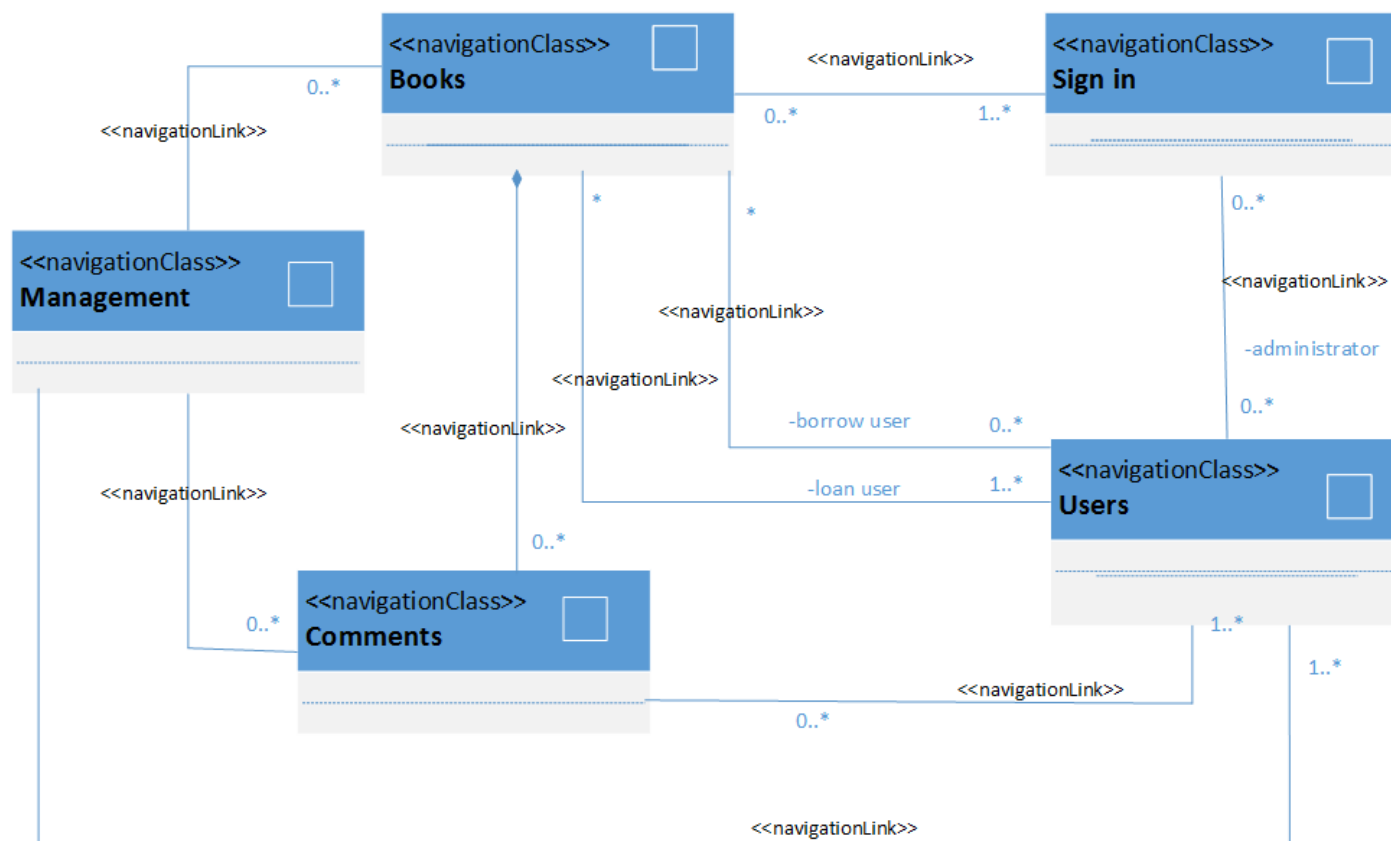 <<navigationClass>>
Books
<<navigationLink>>
<<navigationClass>>
Sign in
0..*
0..*
1..*
<<navigationLink>>
*
*
0..*
<<navigationClass>>
Management
<<navigationLink>>
<<navigationLink>>
-administrator
<<navigationLink>>
0..*
-borrow user
0..*
<<navigationLink>>
<<navigationClass>>
Users
-loan user
1..*
<<navigationLink>>
0..*
<<navigationClass>>
Comments
0..*
1..*
1..*
<<navigationLink>>
0..*
<<navigationLink>>